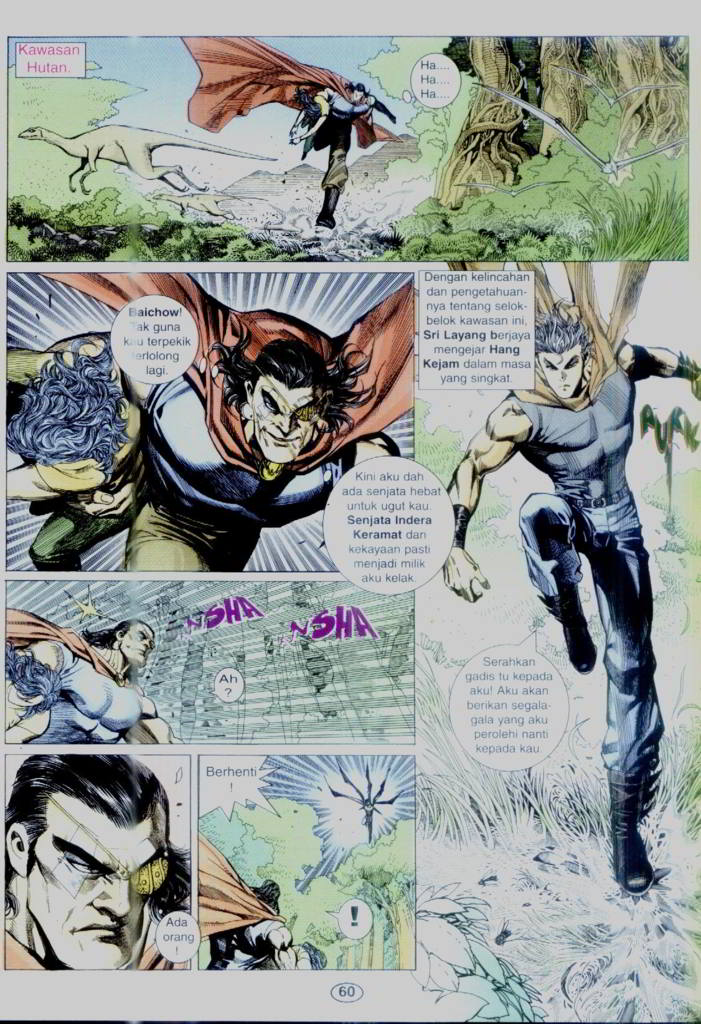 Kawasan
Hutan.
Ha....
Ha....
Ha....
Baichow!
Tak guna
kau terpekik
terlolong
lagi.
Kini aku dah
ada senjata hebat
untuk ugut kau.
Senjata Indera
Keramat dan
kekayaan pasti
menjadi milik
aku kelak.
Dengan kelincahan
dan pengetahuan-
nya tentang selok-
belok kawasan ini,
Sri Layang berjaya
mengejar Hang
Kejam dalam masa
yang singkat.
NSHA
NSHA
Ah
?
Serahkan
gadis tu kepada
aku! Aku akan
berikan segala-
gala yang aku
perolehi nanti
kepada kau.
Ada
orang
!
Berhenti
!
!
60